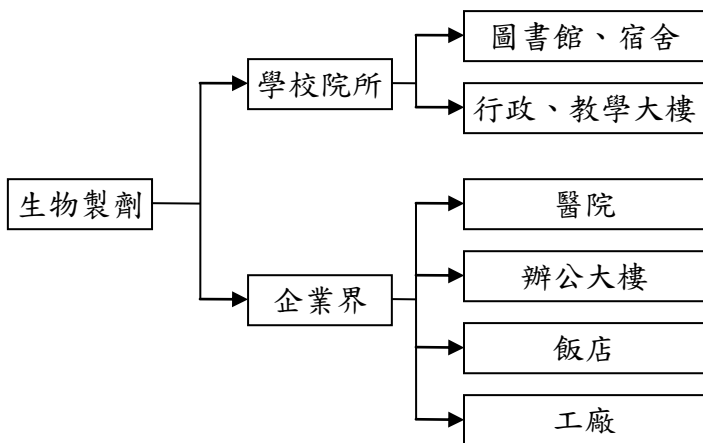 生物製劑
學校院所
圖書館、宿舍
行政、教學大樓
企業界
醫院
辦公大樓
飯店
工廠